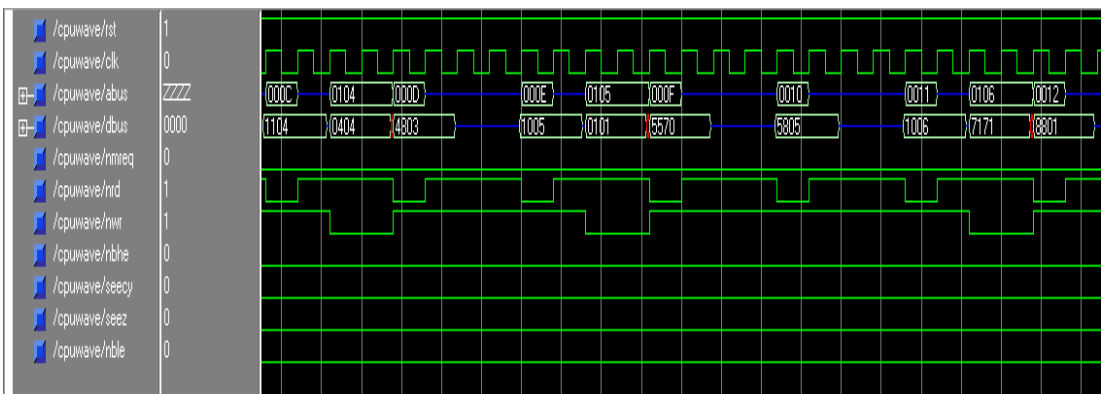 /cpuwave/rst 1
/cpuwave/clk 0
/cpuwave/abus ZZZZ 000C 0104 000D 000E 0105 000F 0010 0011 0106 0012
/cpuwave/dbus 0000 1104 0404 4803 1005 0101 5570 5805 1006 7171 8801
/cpuwave/nmreq 0
/cpuwave/nrd 1
/cpuwave/nwr 1
/cpuwave/nbhe 0
/cpuwave/seecy 0
/cpuwave/seez 0
/cpuwave/nble 0